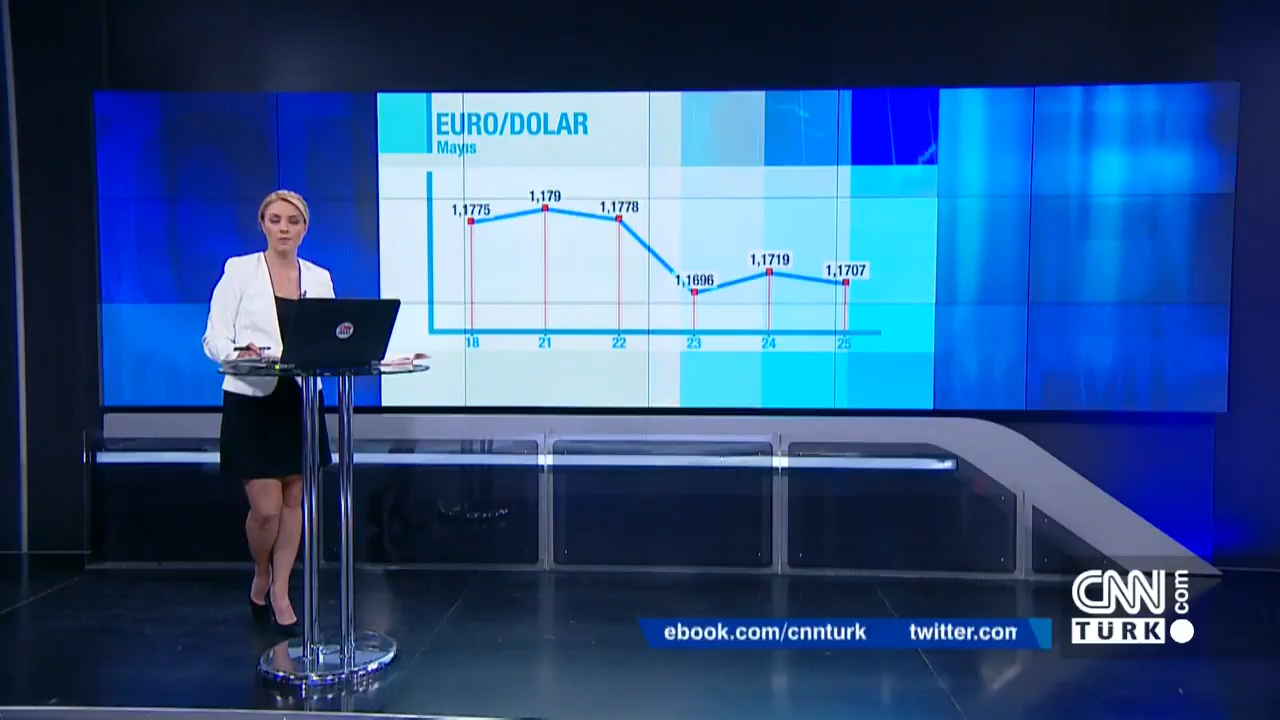 EURO/DOLAR
Mayıs
1,1775
1,179
1,1778
1,1696
1,1719
1,1707
18
21
22
23
24
25
CNN
TURK
.com
ebook.com/cnnturk twitter.com